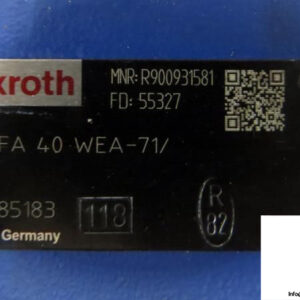 xroth
MNR: R900931581
FD: 55327
FA 40 WEA-71/
85183
118
R
82
Germany